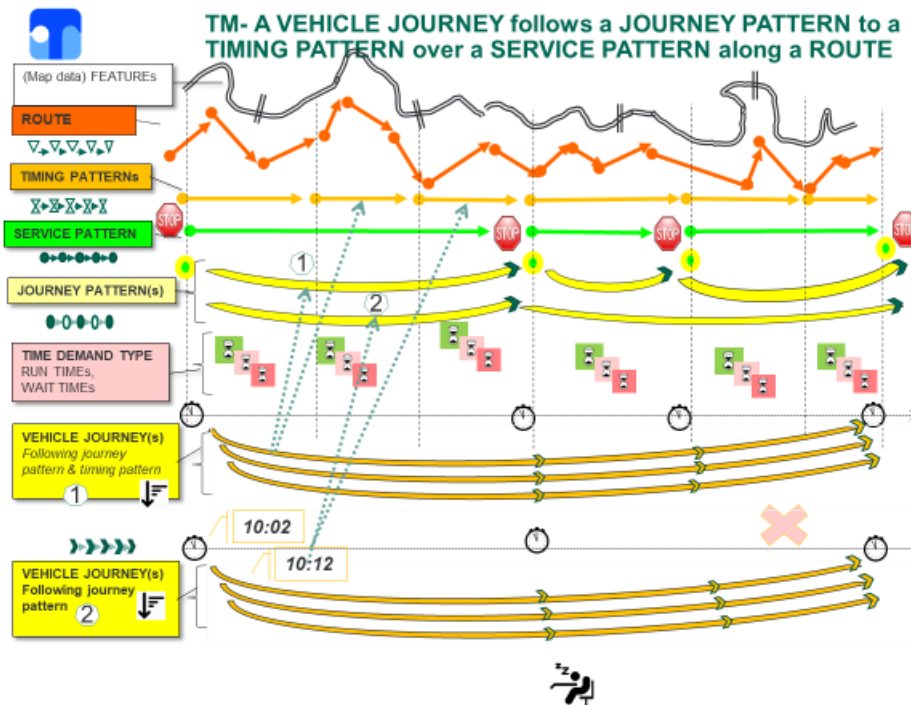 TM- A VEHICLE JOURNEY follows a JOURNEY PATTERN to a
TIMING PATTERN over a SERVICE PATTERN along a ROUTE
(Map data) FEATUREs
ROUTE
TIMING PATTERNs
STOP
STOP
STOP
STOP
SERVICE PATTERN
1
JOURNEY PATTERN(s)
2
TIME DEMAND TYPE
RUN TIMEs,
WAIT TIMEs
VEHICLE JOURNEY(s)
Following journey
pattern & timing pattern
1
10:02
10:12
VEHICLE JOURNEY(s)
Following journey
pattern
2
zz